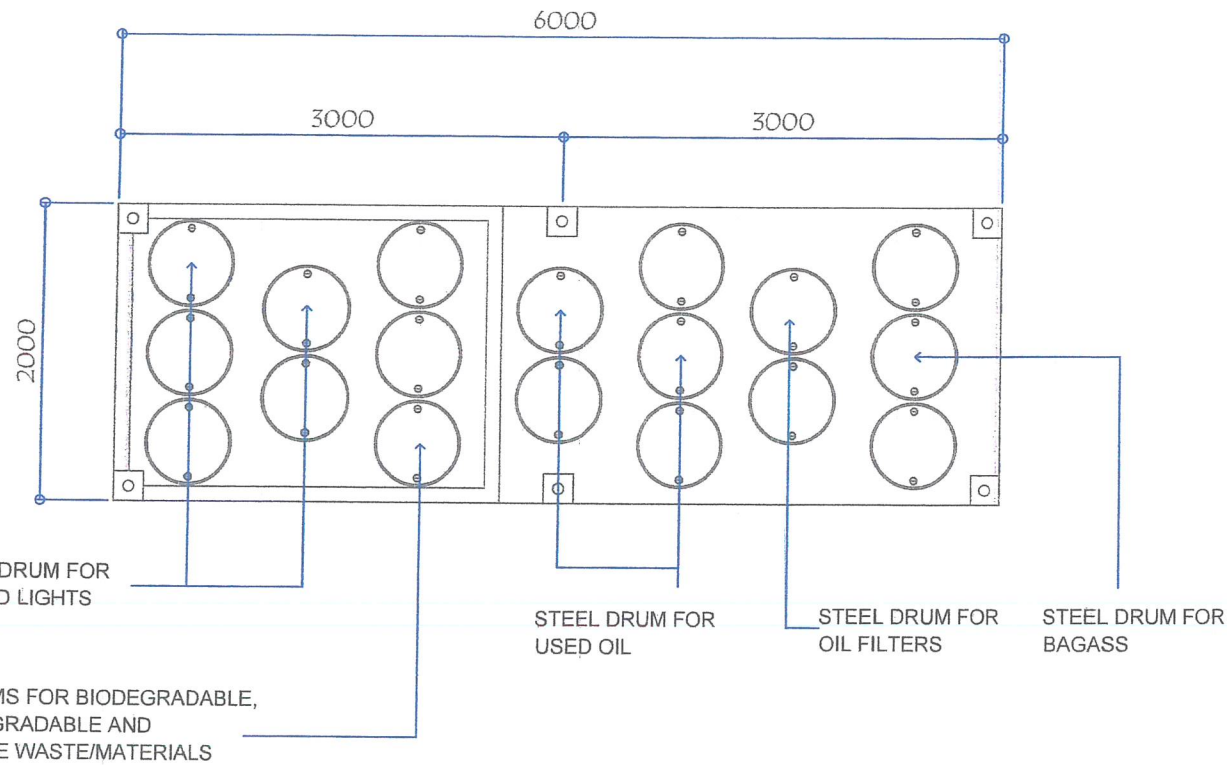 6000
3000
3000
2000
DRUM FOR
D LIGHTS
STEEL DRUM FOR
USED OIL
STEEL DRUM FOR
OIL FILTERS
STEEL DRUM FOR
BAGASS
MS FOR BIODEGRADABLE,
GRADABLE AND
E WASTE/MATERIALS